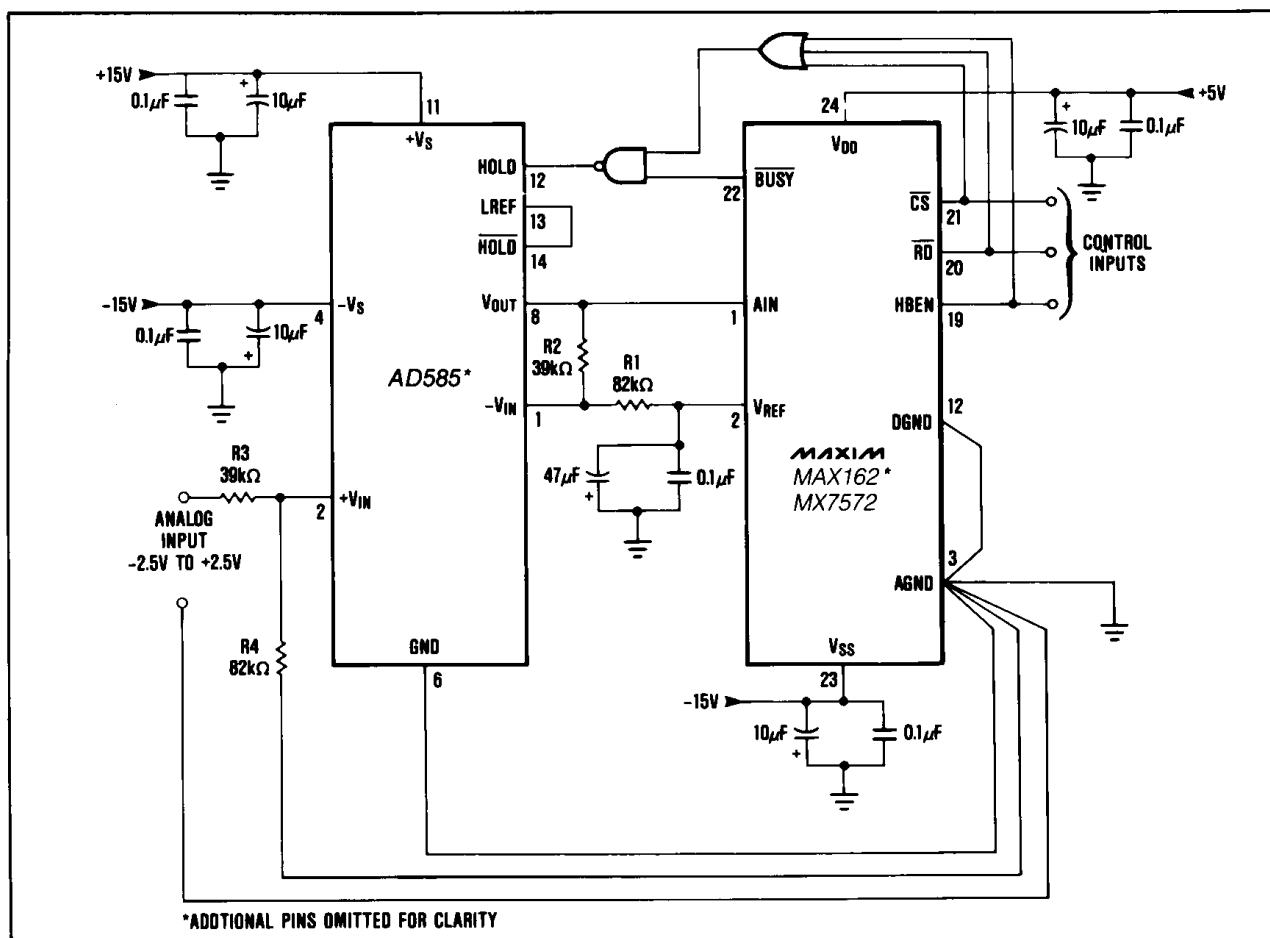 +15V
0.1µF
10µF
+
11
+VS
HOLD
12
LREF
13
HOLD
14
-15V
4
-VS
0.1µF
10µF
+
VOUT
8
AD585*
-VIN
1
R2
39kΩ
R1
82kΩ
47µF
+
0.1µF
R3
39kΩ
+VIN
2
ANALOG
INPUT
-2.5V TO +2.5V
R4
82kΩ
GND
6
24
VDD
+5V
+
10µF
0.1µF
BUSY
22
CS
21
RD
20
HBEN
19
CONTROL
INPUTS
AIN
1
VREF
2
DGND
12
MAXIM
MAX162*
MX7572
AGND
3
VSS
23
-15V
10µF
+
0.1µF
*ADDTIONAL PINS OMITTED FOR CLARITY